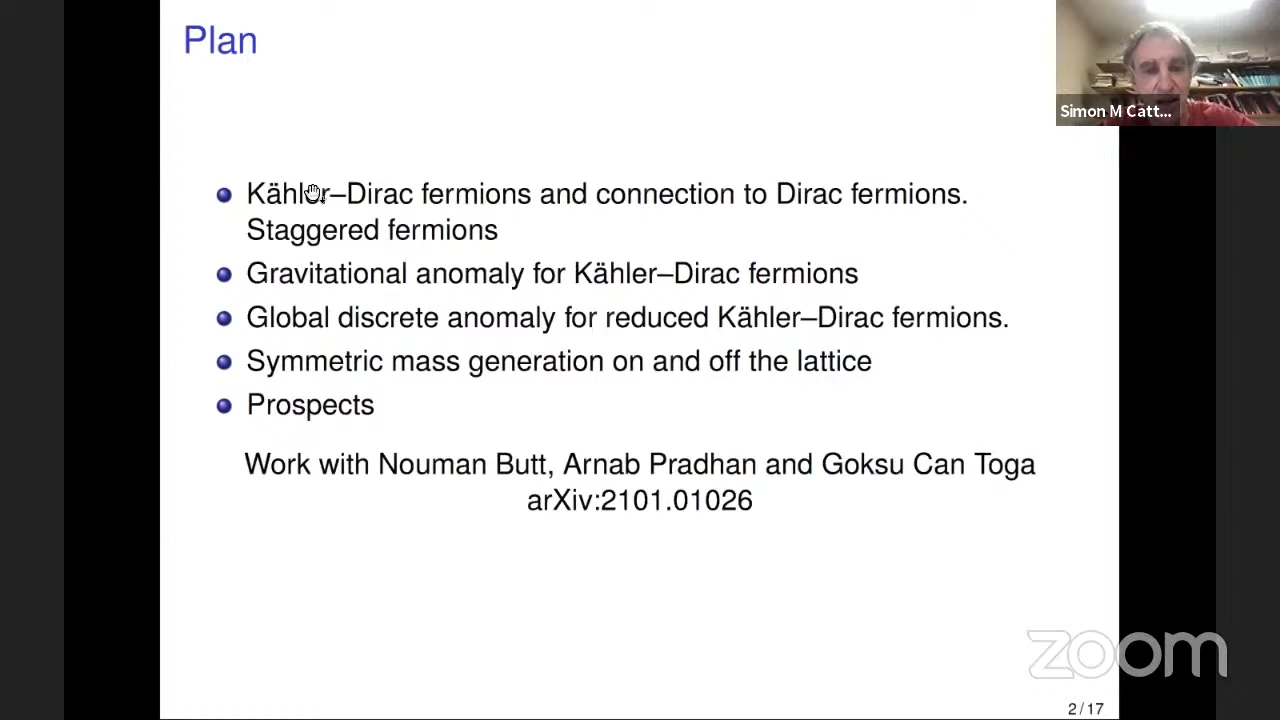 Plan
Simon M Catt...
Kähler–Dirac fermions and connection to Dirac fermions.
Staggered fermions
Gravitational anomaly for Kähler–Dirac fermions
Global discrete anomaly for reduced Kähler–Dirac fermions.
Symmetric mass generation on and off the lattice
Prospects
Work with Nouman Butt, Arnab Pradhan and Goksu Can Toga
arXiv:2101.01026
zoom
2 / 17